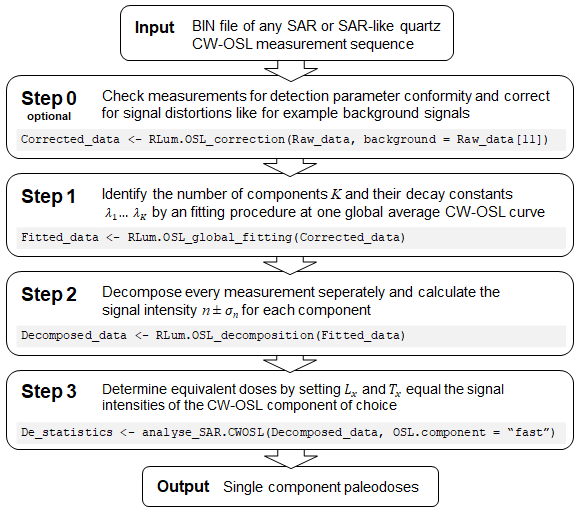 Input BIN file of any SAR or SAR-like quartz
CW-OSL measurement sequence
Step 0 Check measurements for detection parameter conformity and correct
optional for signal distortions like for example background signals
Corrected_data <- RLum.OSL_correction(Raw_data, background = Raw_data[11])
Step 1 Identify the number of components K and their decay constants
λ₁ … λ_K by an fitting procedure at one global average CW-OSL curve
Fitted_data <- RLum.OSL_global_fitting(Corrected_data)
Step 2 Decompose every measurement seperately and calculate the
signal intensity n ± σₙ for each component
Decomposed_data <- RLum.OSL_decomposition(Fitted_data)
Step 3 Determine equivalent doses by setting Lₓ and Tₓ equal the signal
intensities of the CW-OSL component of choice
De_statistics <- analyse_SAR.CWOSL(Decomposed_data, OSL.component = “fast”)
Output Single component paleodoses